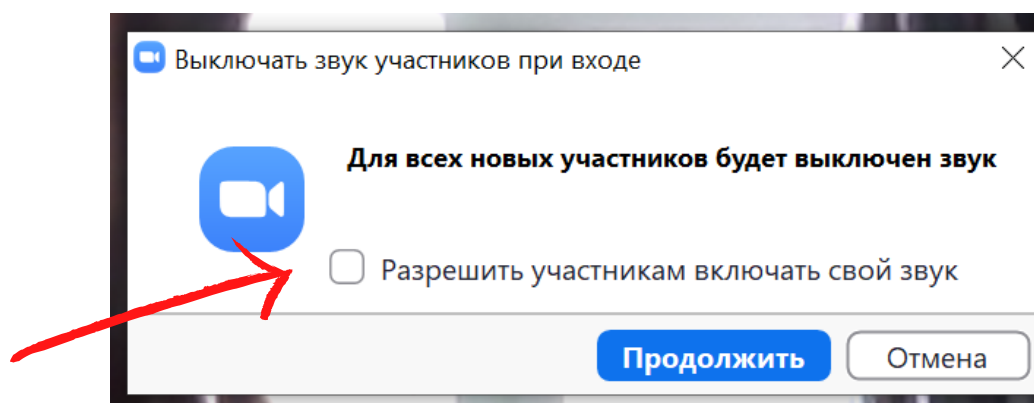 Выключать звук участников при входе
Для всех новых участников будет выключен звук
Разрешить участникам включать свой звук
Продолжить
Отмена